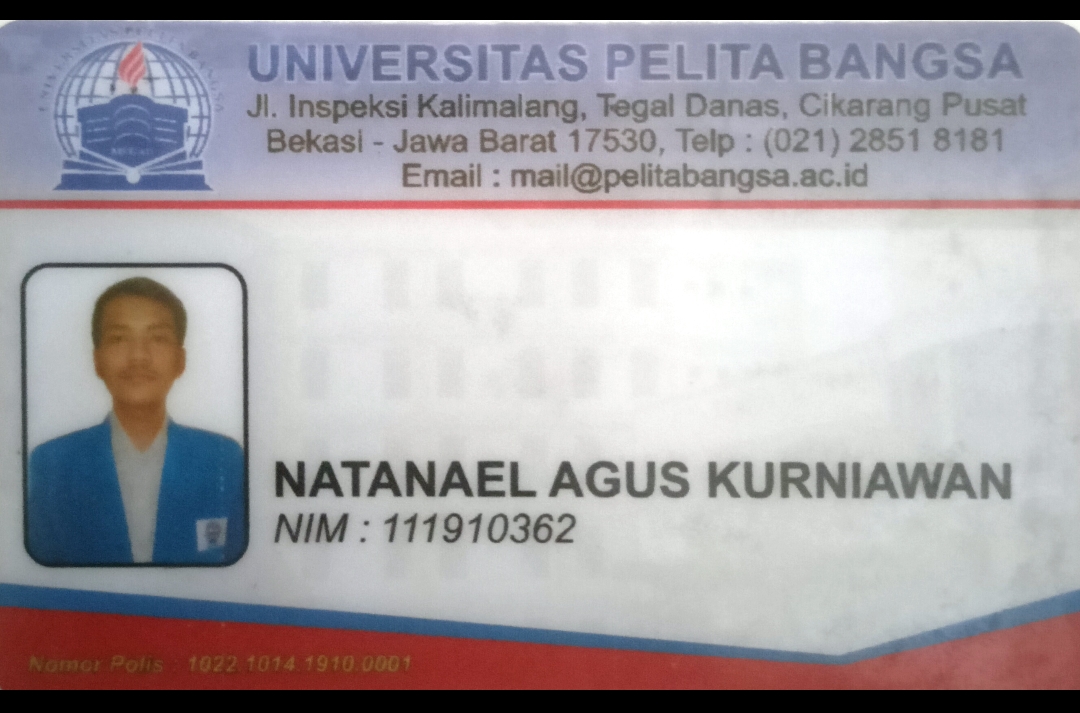 UNIVERSITAS PELITA BANGSA
Jl. Inspeksi Kalimalang, Tegal Danas, Cikarang Pusat
Bekasi - Jawa Barat 17530, Telp : (021) 2851 8181
Email : mail@pelitabangsa.ac.id
NATANAEL AGUS KURNIAWAN
NIM : 111910362
Nomor Polis : 1022.1014.1910.0001